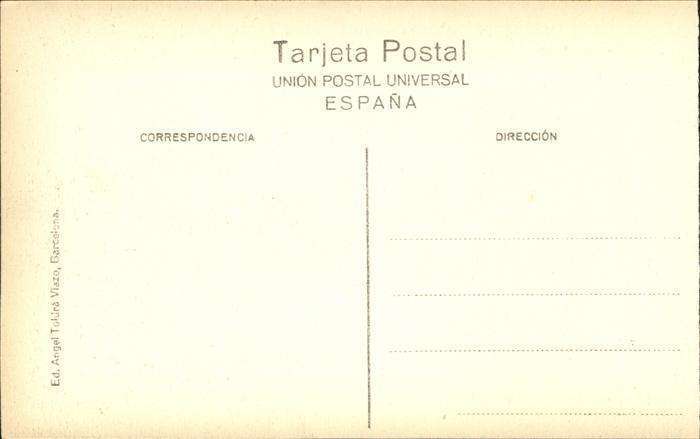 Tarjeta Postal
UNIÓN POSTAL UNIVERSAL
ESPAÑA
CORRESPONDENCIA
DIRECCIÓN
Ed. Angel Toldrá Viazo, Barcelona.